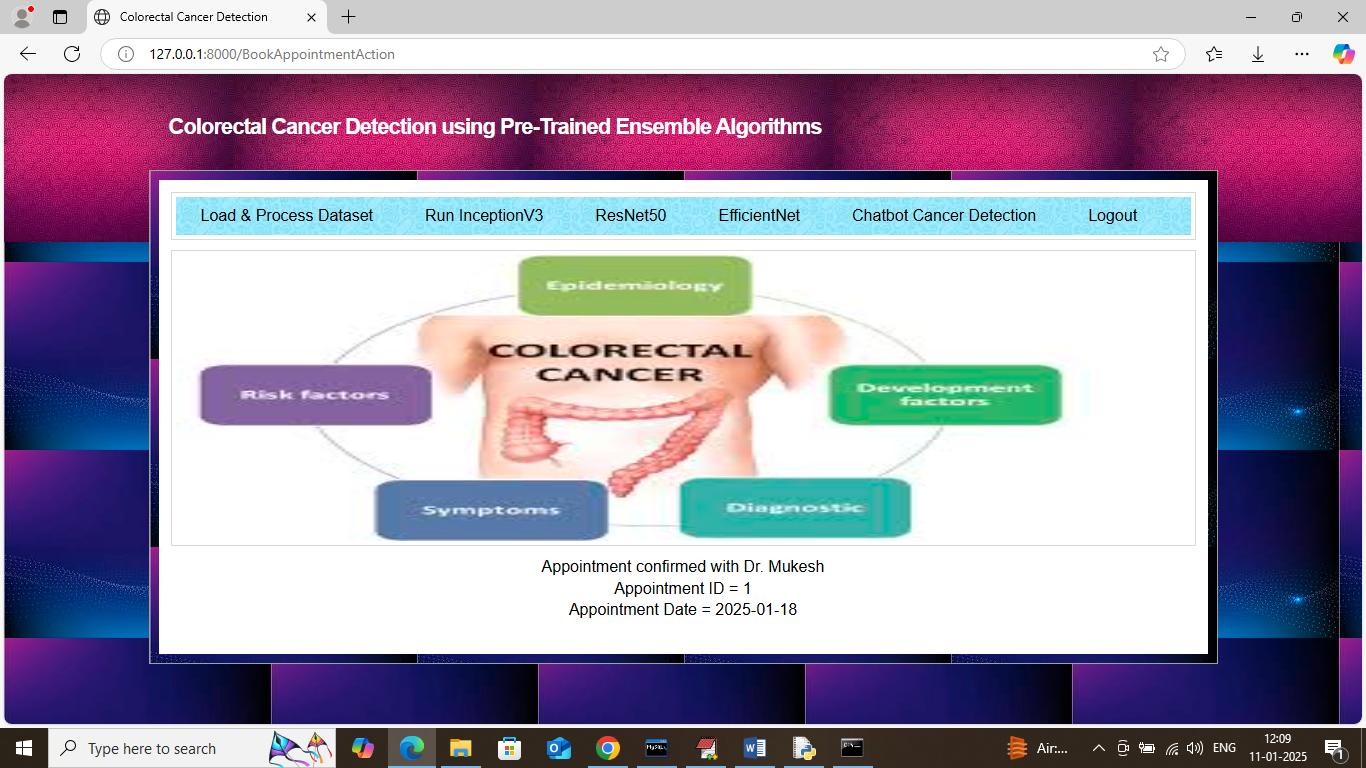 Colorectal Cancer Detection
127.0.0.1:8000/BookAppointmentAction
Colorectal Cancer Detection using Pre-Trained Ensemble Algorithms
Load & Process Dataset Run InceptionV3 ResNet50 EfficientNet Chatbot Cancer Detection Logout
Epidemiology
COLORECTAL
CANCER
Risk factors
Development
factors
Symptoms
Diagnostic
Appointment confirmed with Dr. Mukesh
Appointment ID = 1
Appointment Date = 2025-01-18
Type here to search
Air:...
ENG
12:09
11-01-2025
1